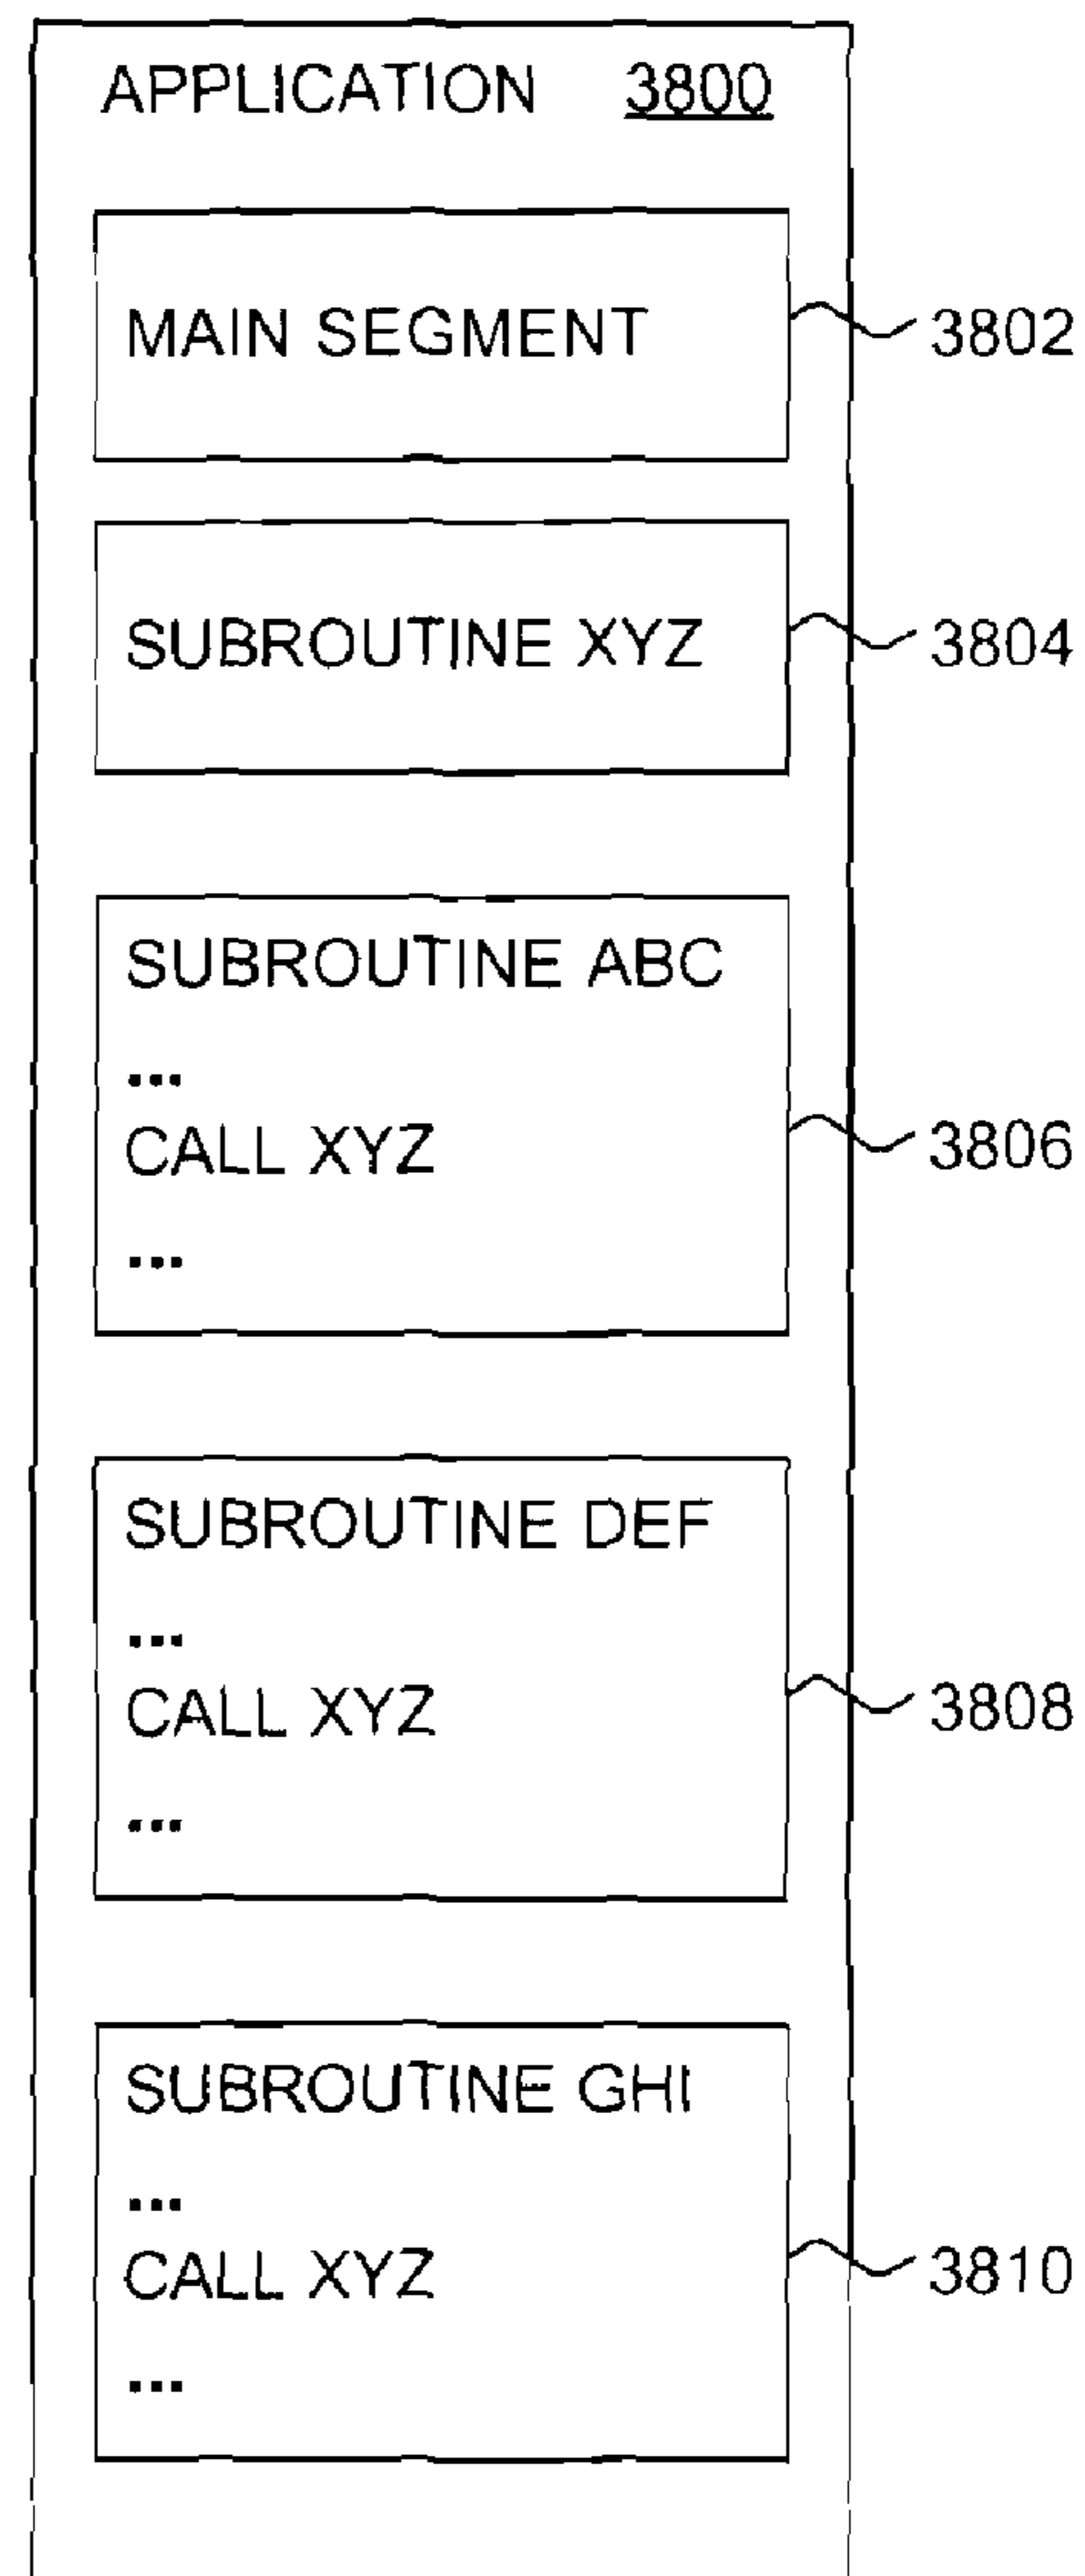 APPLICATION 3800
MAIN SEGMENT
3802
SUBROUTINE XYZ
3804
SUBROUTINE ABC
...
CALL XYZ
3806
...
SUBROUTINE DEF
...
CALL XYZ
3808
...
SUBROUTINE GHI
...
CALL XYZ
3810
...